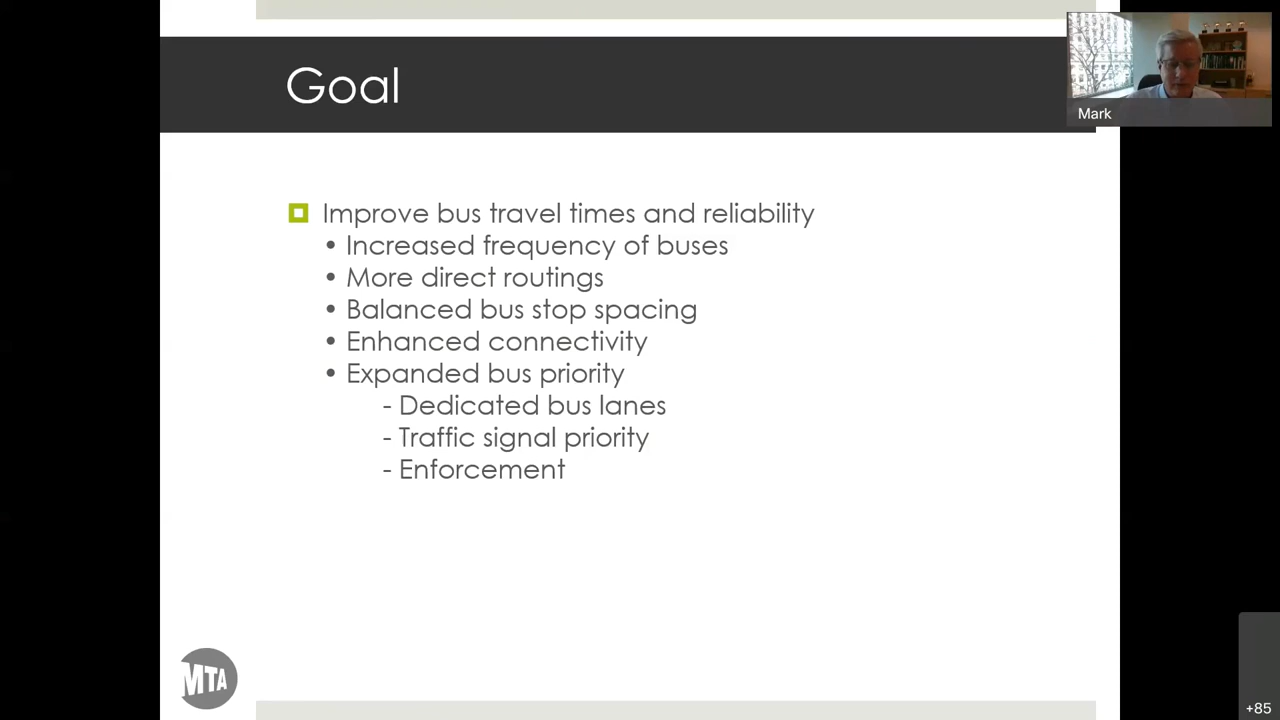 Goal
Mark
Improve bus travel times and reliability
• Increased frequency of buses
• More direct routings
• Balanced bus stop spacing
• Enhanced connectivity
• Expanded bus priority
- Dedicated bus lanes
- Traffic signal priority
- Enforcement
MTA
+85